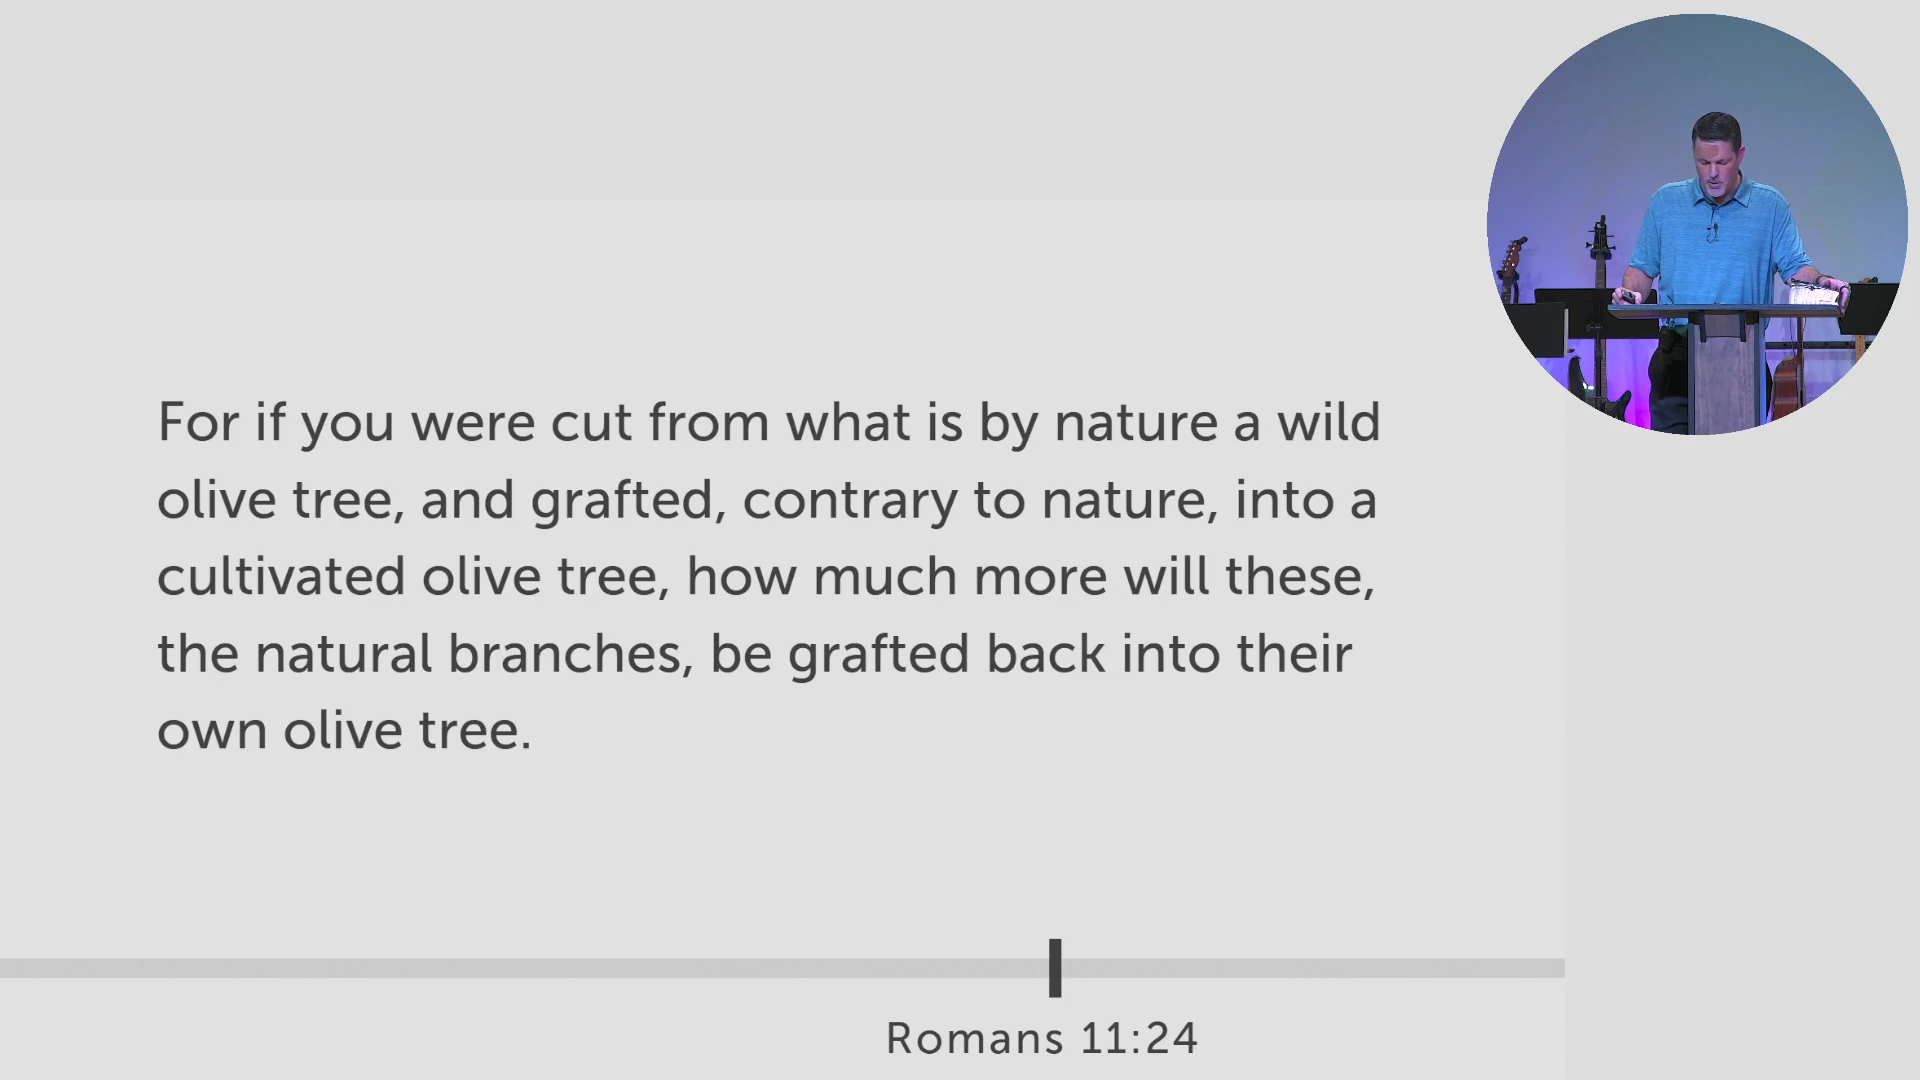 For if you were cut from what is by nature a wild
olive tree, and grafted, contrary to nature, into a
cultivated olive tree, how much more will these,
the natural branches, be grafted back into their
own olive tree.
Romans 11:24